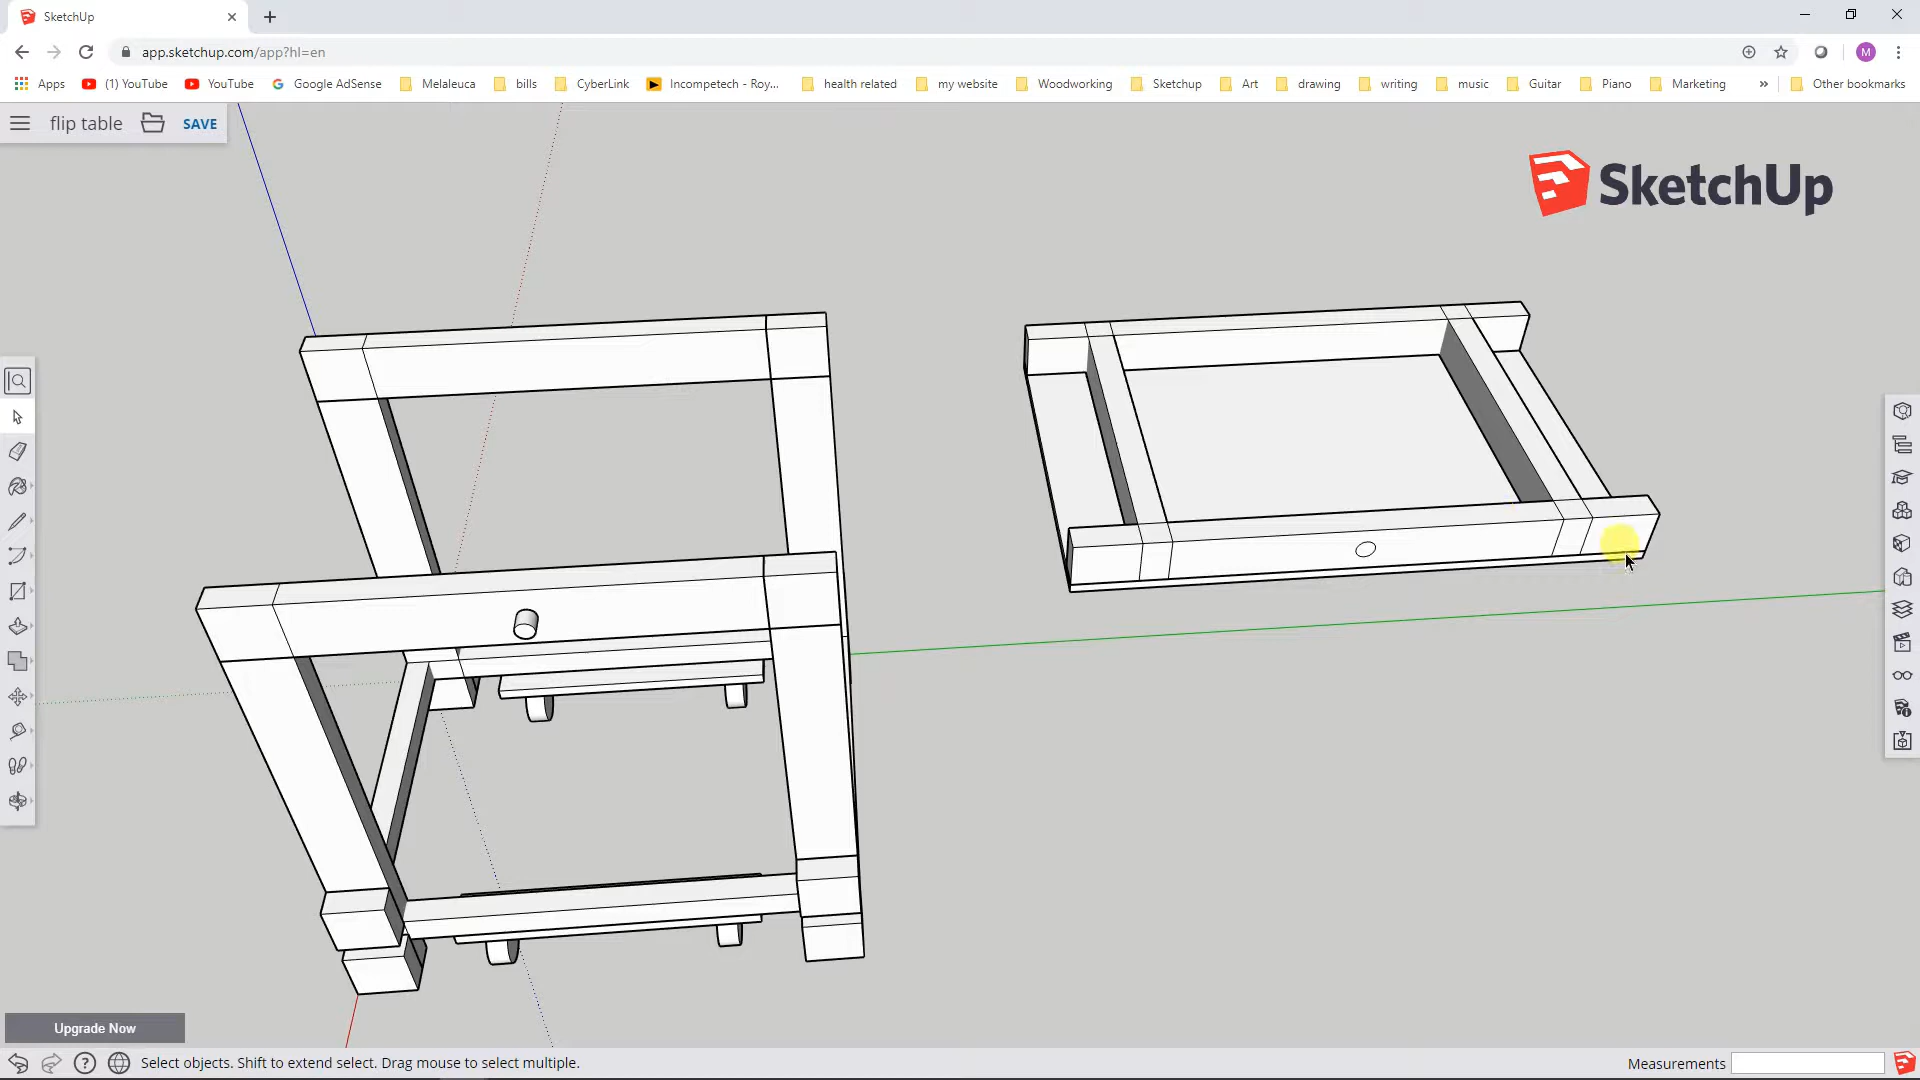 SketchUp
app.sketchup.com/app?hl=en
M
Apps (1) YouTube YouTube Google AdSense Melaleuca bills CyberLink Incompetech - Roy... health related my website Woodworking Sketchup Art drawing writing music Guitar Piano Marketing » Other bookmarks
flip table SAVE
SketchUp
Upgrade Now
Select objects. Shift to extend select. Drag mouse to select multiple.
Measurements